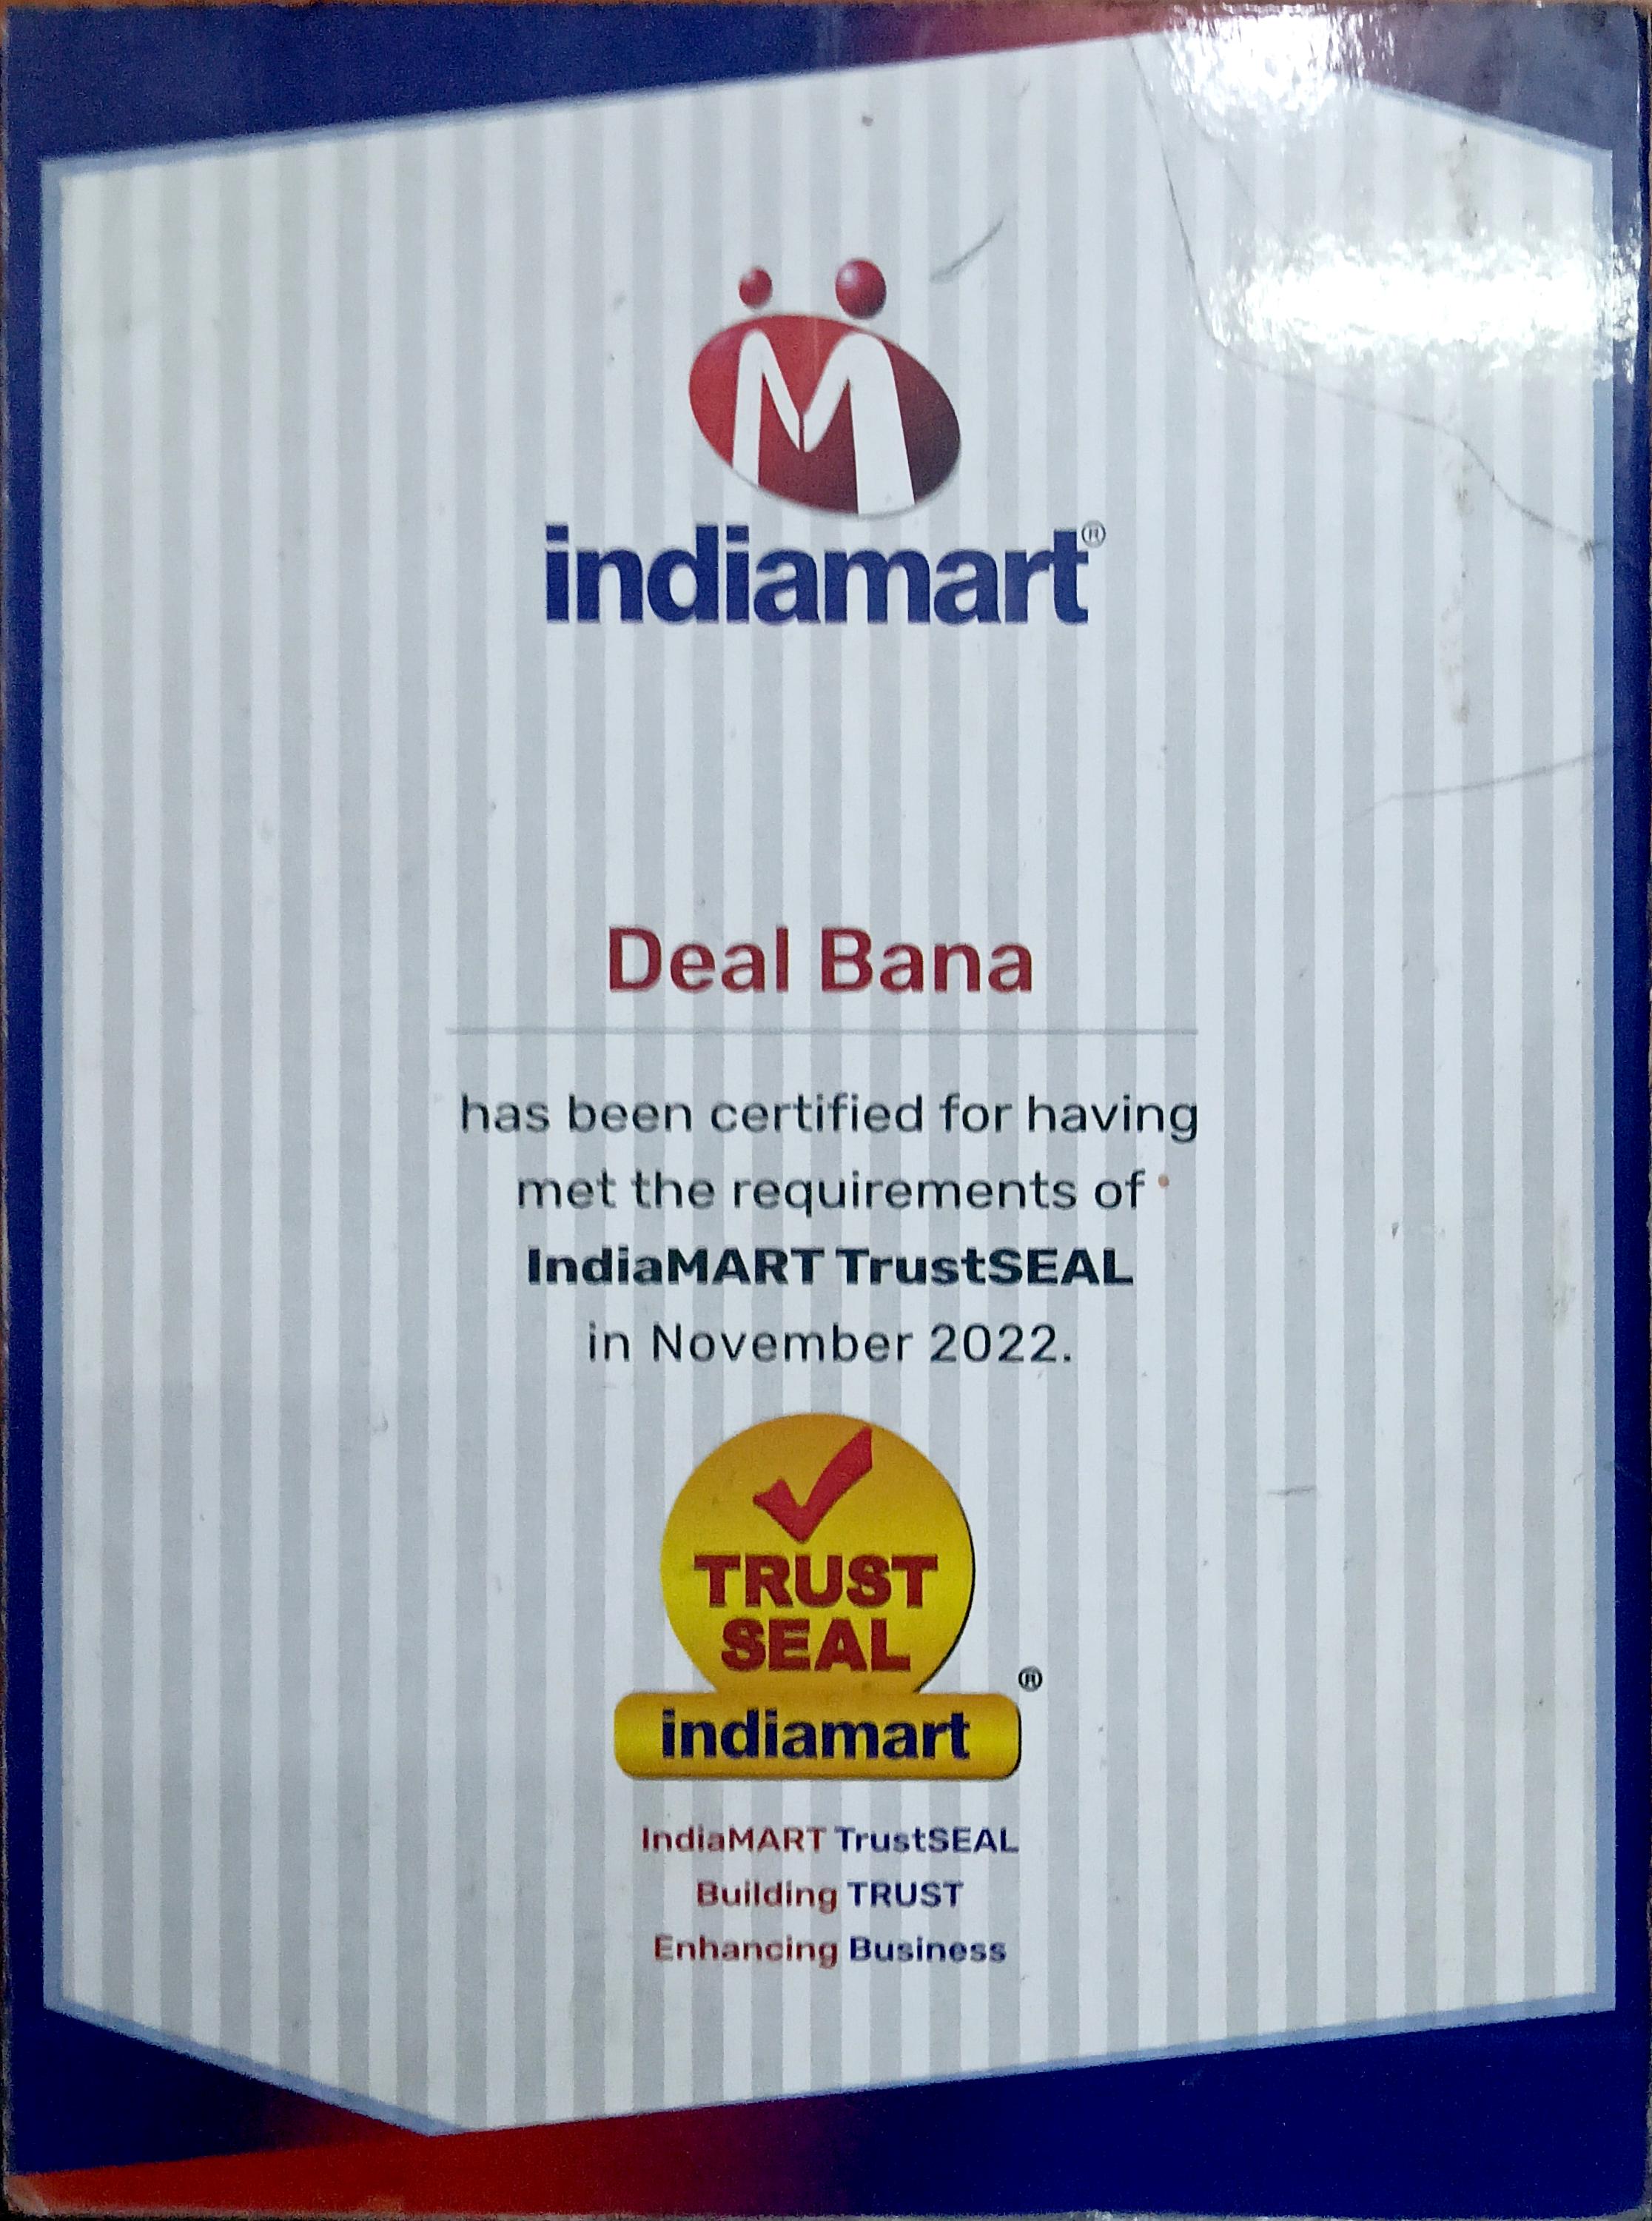 indiamart®
Deal Bana
has been certified for having
met the requirements of
IndiaMART TrustSEAL
in November 2022.
TRUST
SEAL
®
indiamart
IndiaMART TrustSEAL
Building TRUST
Enhancing Business